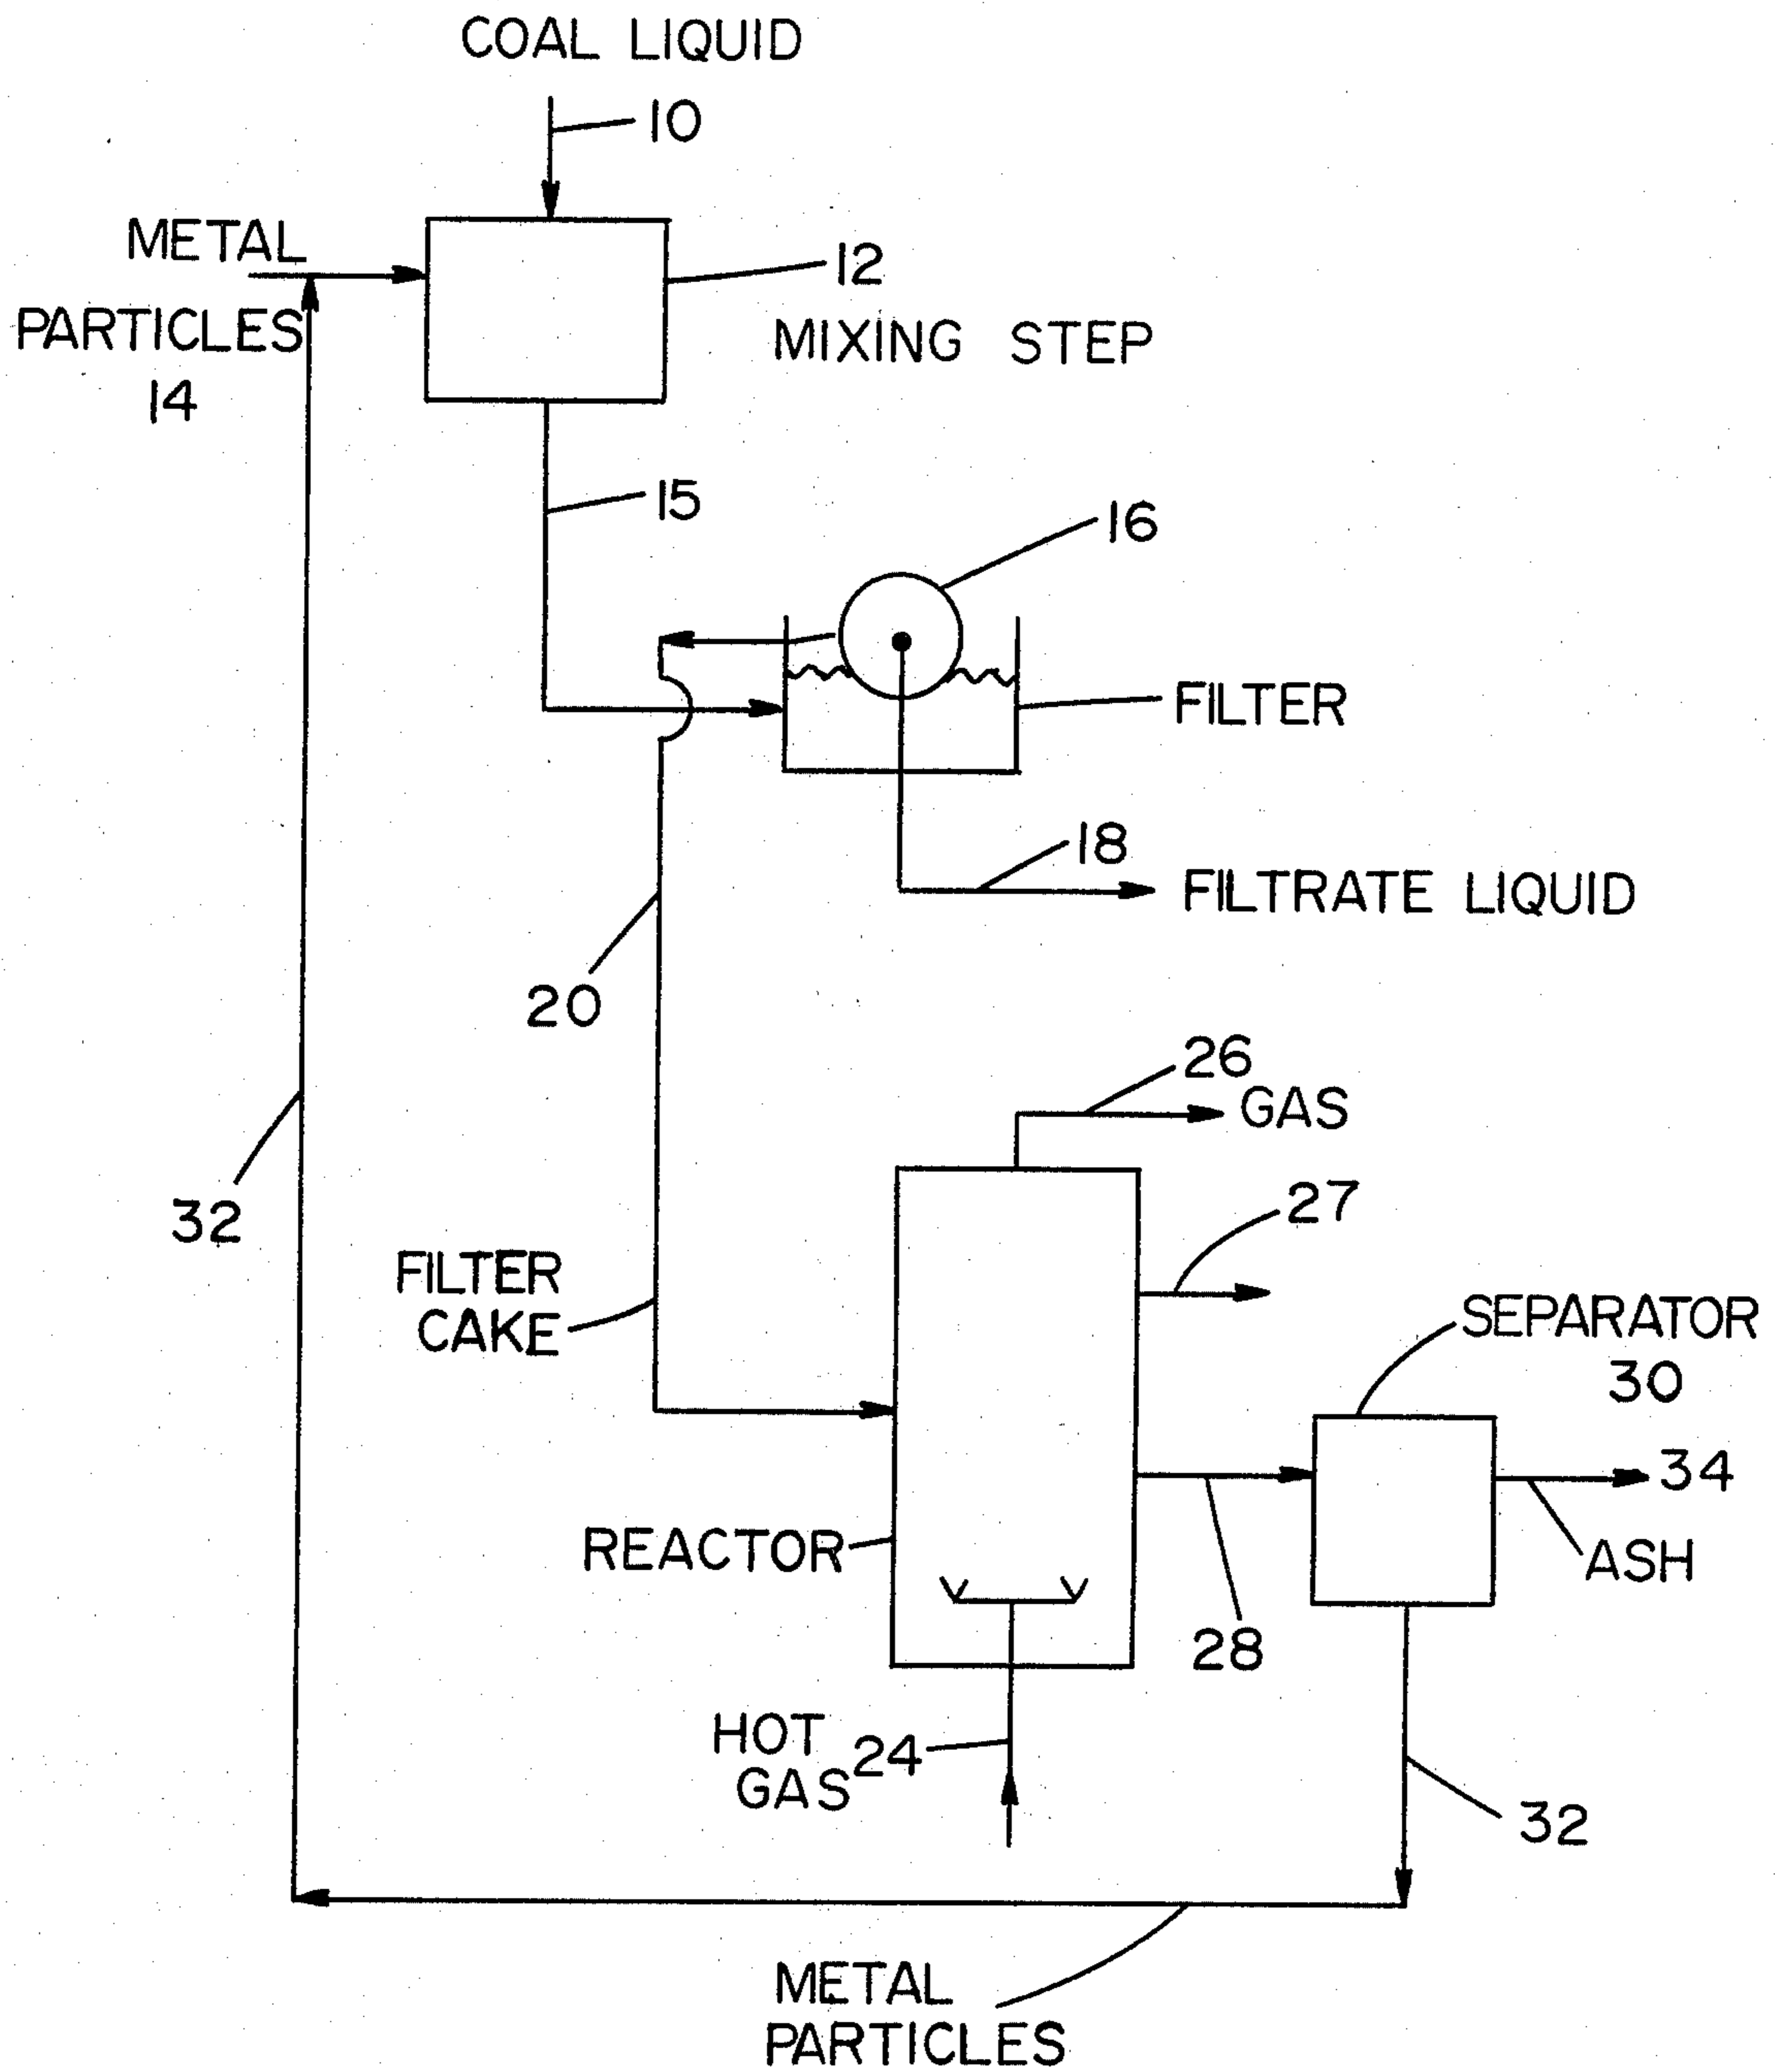 COAL LIQUID
10
METAL
PARTICLES
14
12
MIXING STEP
15
16
FILTER
18
FILTRATE LIQUID
20
26
GAS
27
32
FILTER
CAKE
SEPARATOR
30
34
REACTOR
ASH
28
HOT
GAS
24
32
METAL
PARTICLES